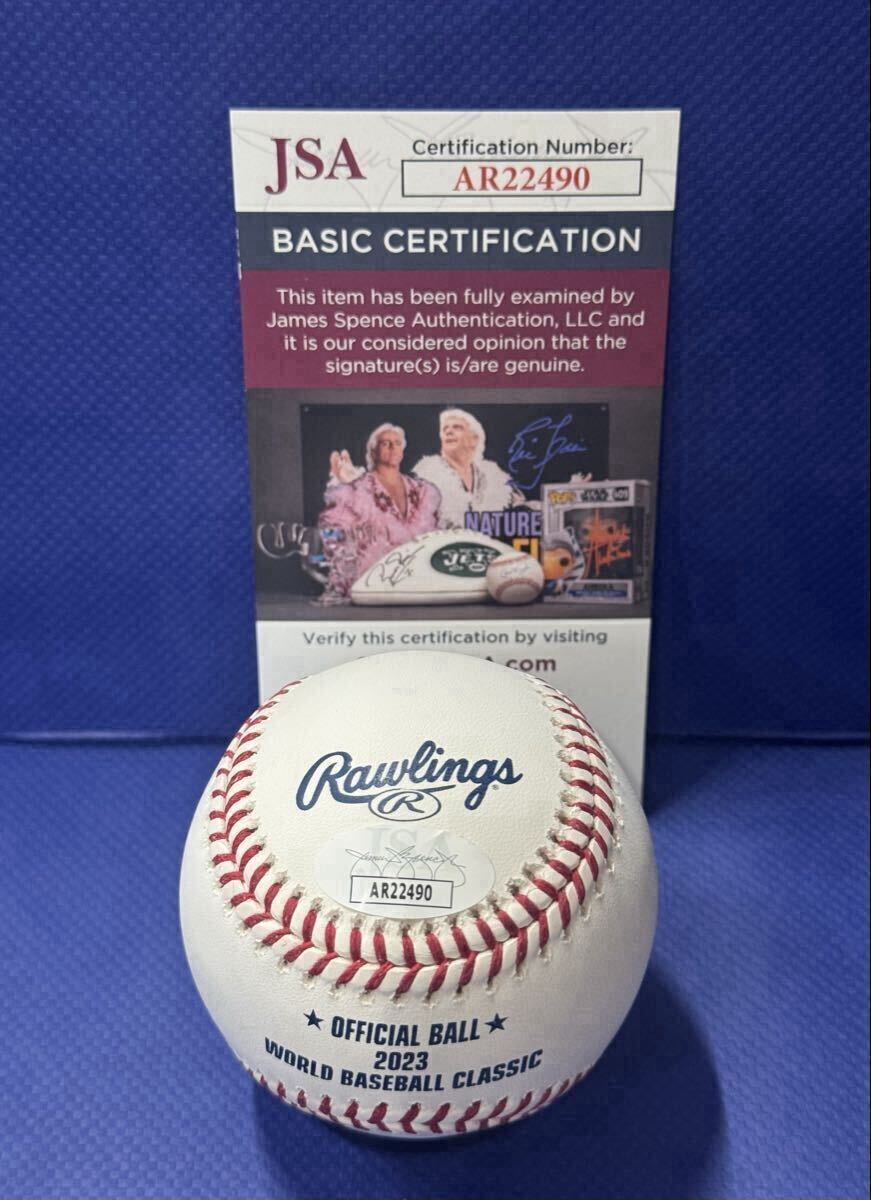 JSA
Certification Number:
AR22490
BASIC CERTIFICATION
This item has been fully examined by
James Spence Authentication, LLC and
it is our considered opinion that the
signature(s) is/are genuine.
NATURE
JETS
Verify this certification by visiting
.com
Rawlings
R
JSA
AR22490
OFFICIAL BALL
2023
WORLD BASEBALL CLASSIC